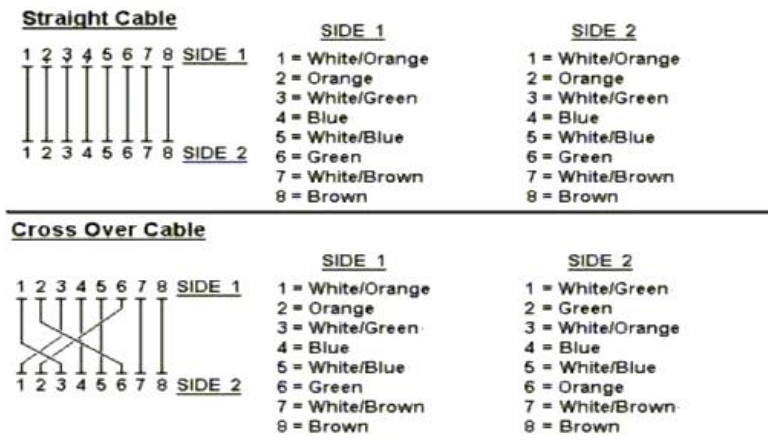 Straight Cable
1 2 3 4 5 6 7 8 SIDE 1
1 2 3 4 5 6 7 8 SIDE 2
SIDE 1
1 = White/Orange
2 = Orange
3 = White/Green
4 = Blue
5 = White/Blue
6 = Green
7 = White/Brown
8 = Brown
SIDE 2
1 = White/Orange
2 = Orange
3 = White/Green
4 = Blue
5 = White/Blue
6 = Green
7 = White/Brown
8 = Brown
Cross Over Cable
1 2 3 4 5 6 7 8 SIDE 1
1 2 3 4 5 6 7 8 SIDE 2
SIDE 1
1 = White/Orange
2 = Orange
3 = White/Green
4 = Blue
5 = White/Blue
6 = Green
7 = White/Brown
8 = Brown
SIDE 2
1 = White/Green
2 = Green
3 = White/Orange
4 = Blue
5 = White/Blue
6 = Orange
7 = White/Brown
8 = Brown